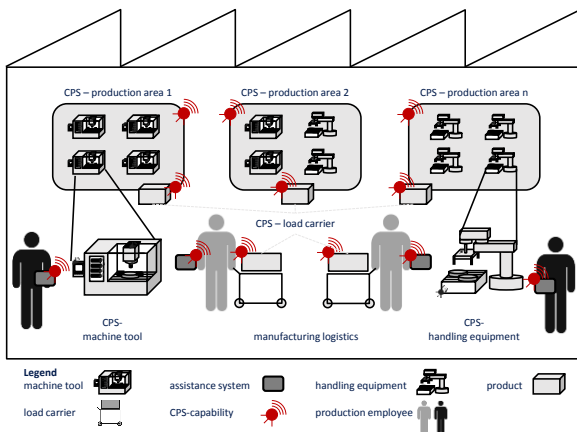 CPS – production area 1
CPS – production area 2
CPS – production area n
CPS – load carrier
CPS-
machine tool
manufacturing logistics
CPS-
handling equipment
Legend
machine tool
assistance system
handling equipment
product
load carrier
CPS-capability
production employee